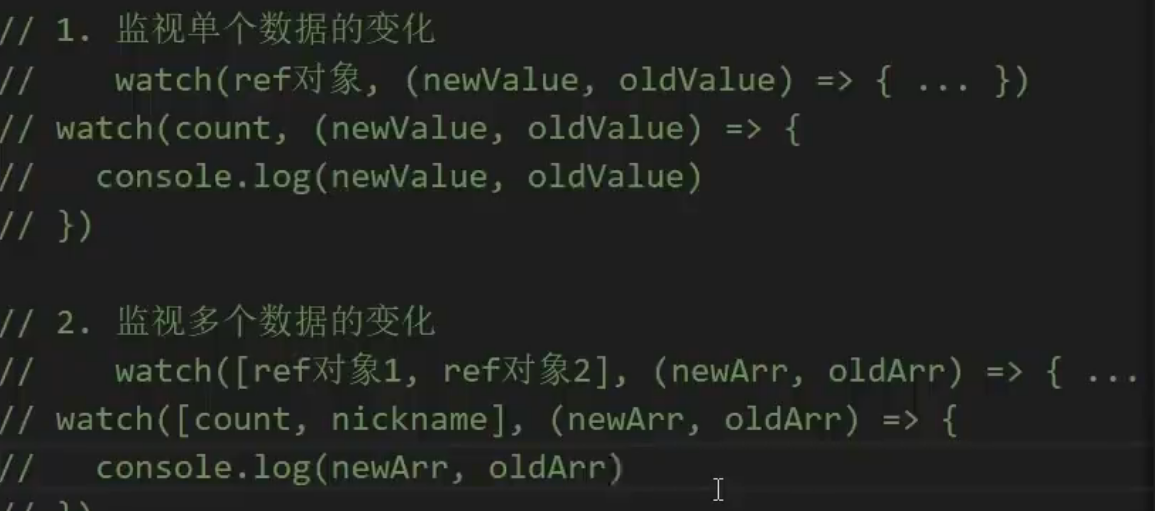 // 1. 监视单个数据的变化
//    watch(ref对象, (newValue, oldValue) => { ... })
// watch(count, (newValue, oldValue) => {
//   console.log(newValue, oldValue)
// })
// 2. 监视多个数据的变化
//    watch([ref对象1, ref对象2], (newArr, oldArr) => { ...
// watch([count, nickname], (newArr, oldArr) => {
//   console.log(newArr, oldArr)
// })